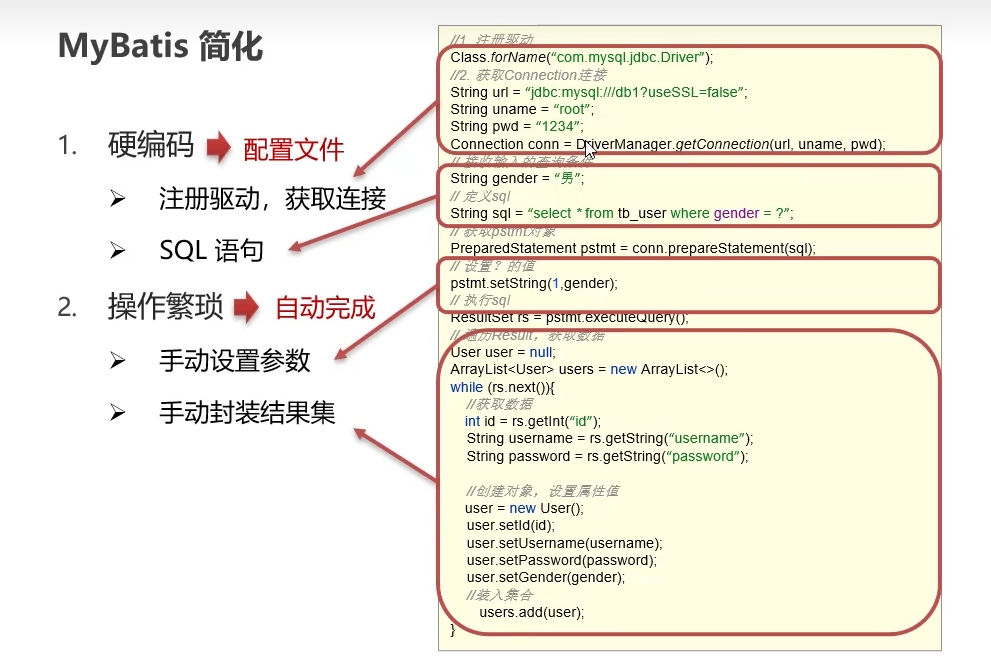 MyBatis 简化
1. 硬编码 配置文件
➢ 注册驱动，获取连接
➢ SQL 语句
2. 操作繁琐 自动完成
➢ 手动设置参数
➢ 手动封装结果集
//1. 注册驱动
Class.forName(“com.mysql.jdbc.Driver”);
//2. 获取Connection连接
String url = “jdbc:mysql:///db1?useSSL=false”;
String uname = “root”;
String pwd = “1234”;
Connection conn = DriverManager.getConnection(url, uname, pwd);
// 接收输入的查询条件
String gender = “男”;
// 定义sql
String sql = “select * from tb_user where gender = ?”;
// 获取pstmt对象
PreparedStatement pstmt = conn.prepareStatement(sql);
// 设置？的值
pstmt.setString(1,gender);
// 执行sql
ResultSet rs = pstmt.executeQuery();
// 遍历Result，获取数据
User user = null;
ArrayList<User> users = new ArrayList<>();
while (rs.next()){
//获取数据
int id = rs.getInt(“id”);
String username = rs.getString(“username”);
String password = rs.getString(“password”);
//创建对象，设置属性值
user = new User();
user.setId(id);
user.setUsername(username);
user.setPassword(password);
user.setGender(gender);
//装入集合
users.add(user);
}